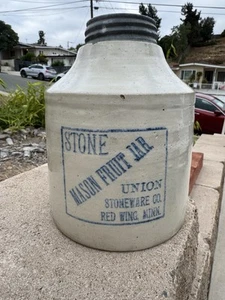 STONE
MASON FRUIT JAR
UNION
STONEWARE CO.
RED WING, MINN.